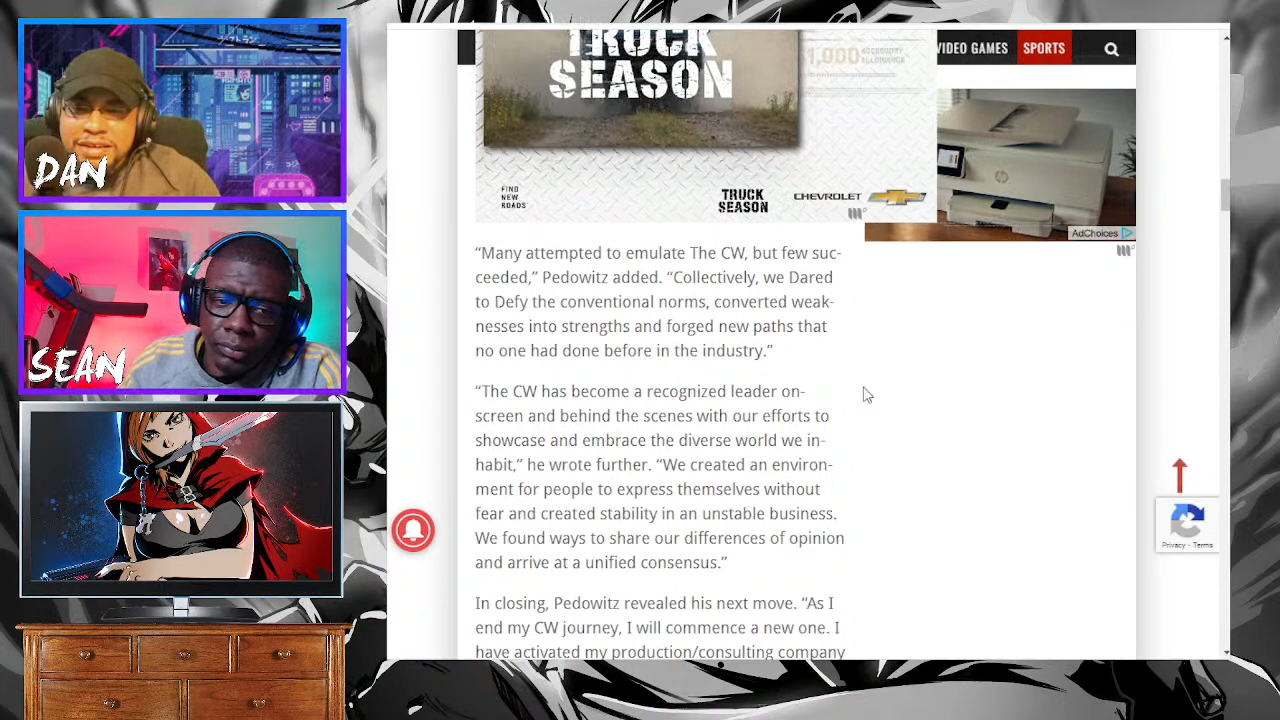 DAN
SEAN
TRUCK
SEASON
1,000 ACCESSORY
ALLOWANCE
VIDEO GAMES
SPORTS
FIND
NEW
ROADS
TRUCK
SEASON
CHEVROLET
AdChoices
“Many attempted to emulate The CW, but few suc-
ceeded,” Pedowitz added. “Collectively, we Dared
to Defy the conventional norms, converted weak-
nesses into strengths and forged new paths that
no one had done before in the industry.”
“The CW has become a recognized leader on-
screen and behind the scenes with our efforts to
showcase and embrace the diverse world we in-
habit,” he wrote further. “We created an environ-
ment for people to express themselves without
fear and created stability in an unstable business.
We found ways to share our differences of opinion
and arrive at a unified consensus.”
In closing, Pedowitz revealed his next move. “As I
end my CW journey, I will commence a new one. I
have activated my production/consulting company
Privacy - Terms